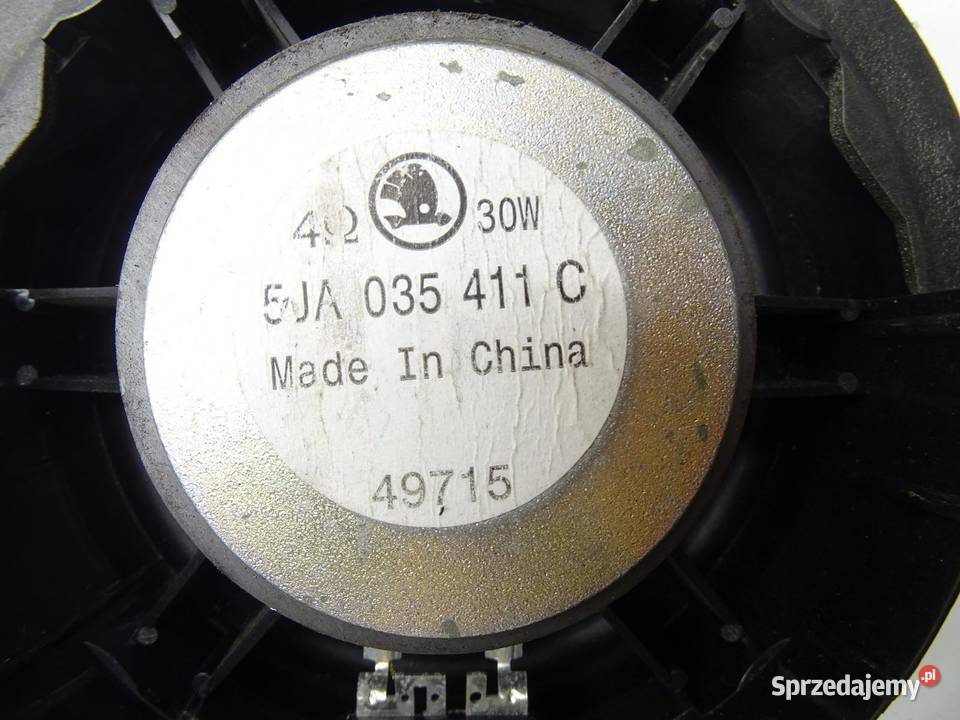 4Ω 30W
5JA 035 411 C
Made In China
49715
Sprzedajemy.pl